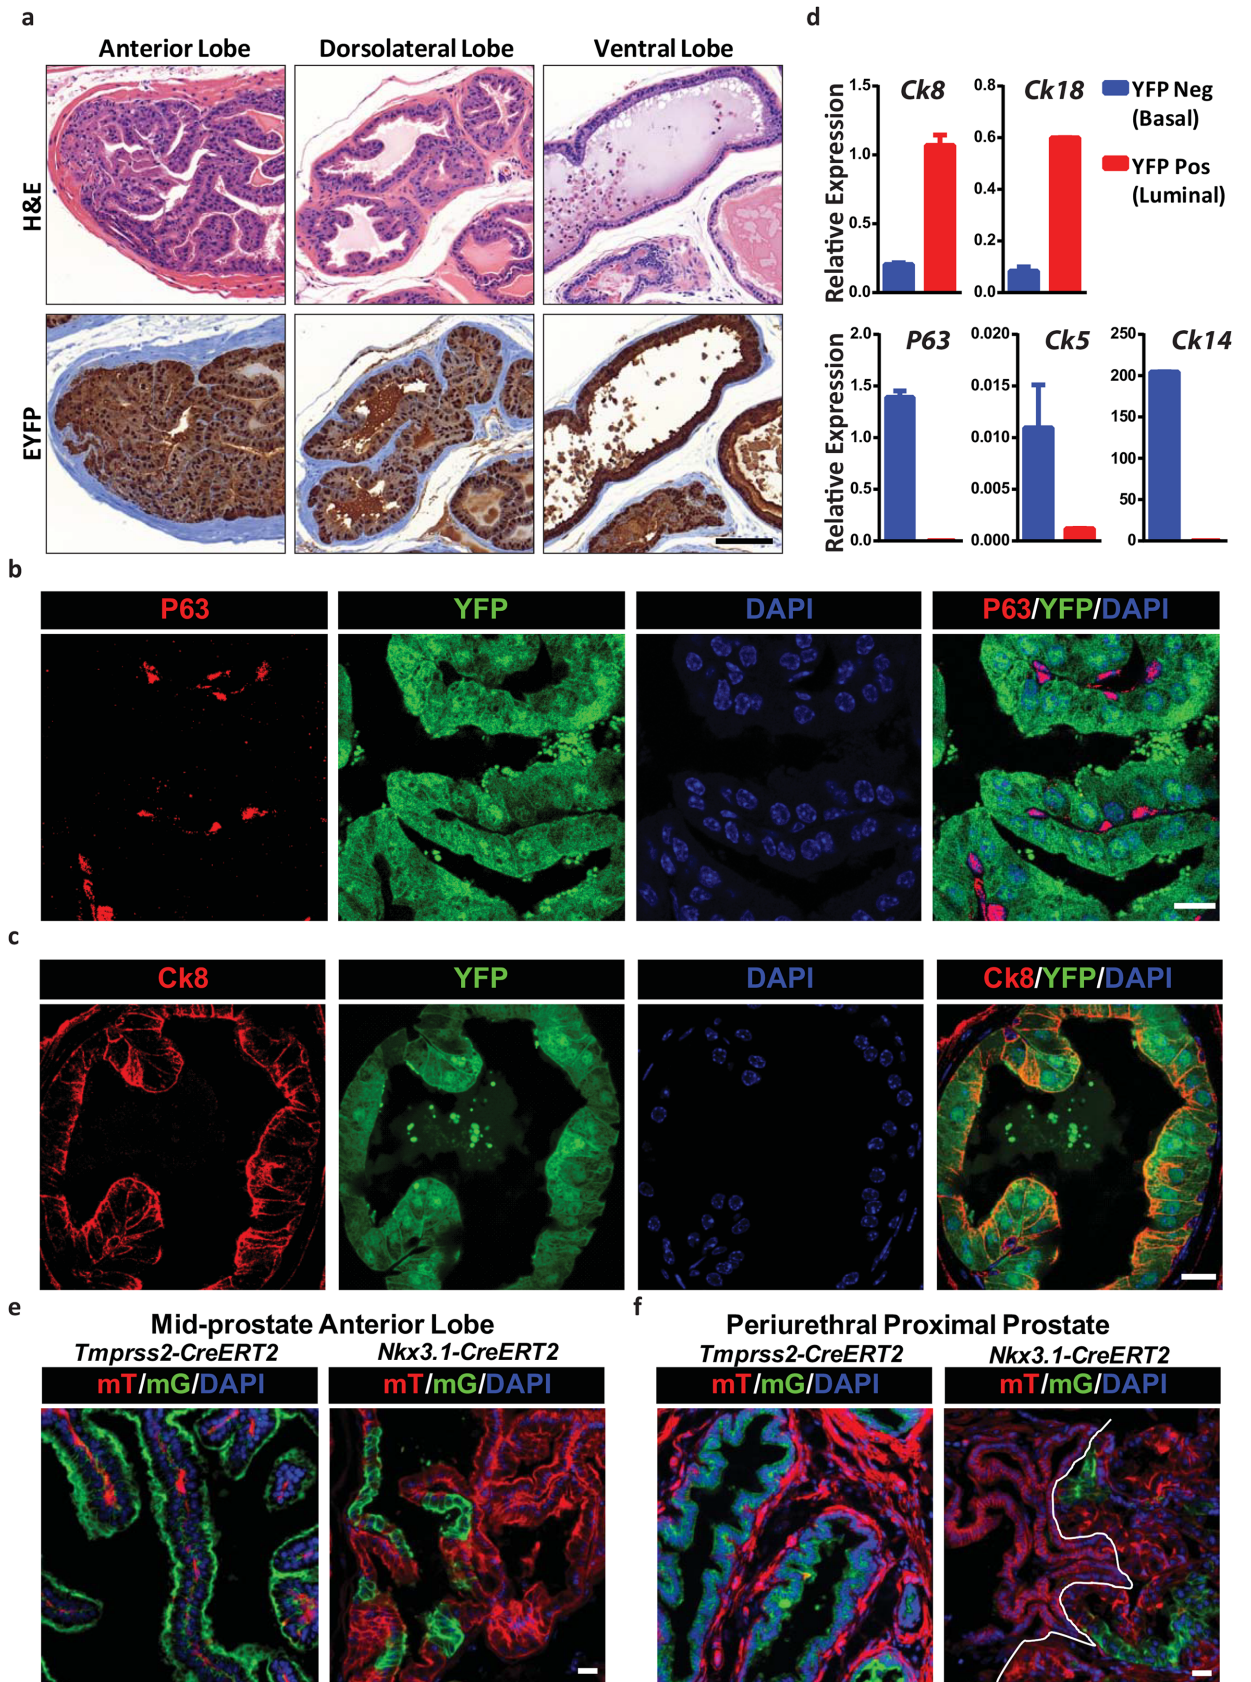 a
Anterior Lobe
Dorsolateral Lobe
Ventral Lobe
H&E
EYFP
d
Ck8
Ck18
YFP Neg
(Basal)
YFP Pos
(Luminal)
Relative Expression
1.5
1.0
0.5
0.0
0.8
0.6
0.4
0.2
0.0
P63
Ck5
Ck14
Relative Expression
2.0
1.5
1.0
0.5
0.0
0.020
0.015
0.010
0.005
0.000
250
200
150
100
50
0
b
P63
YFP
DAPI
P63/YFP/DAPI
c
Ck8
YFP
DAPI
Ck8/YFP/DAPI
e
Mid-prostate Anterior Lobe
Tmprss2-CreERT2
Nkx3.1-CreERT2
mT/mG/DAPI
mT/mG/DAPI
f
Periurethral Proximal Prostate
Tmprss2-CreERT2
Nkx3.1-CreERT2
mT/mG/DAPI
mT/mG/DAPI